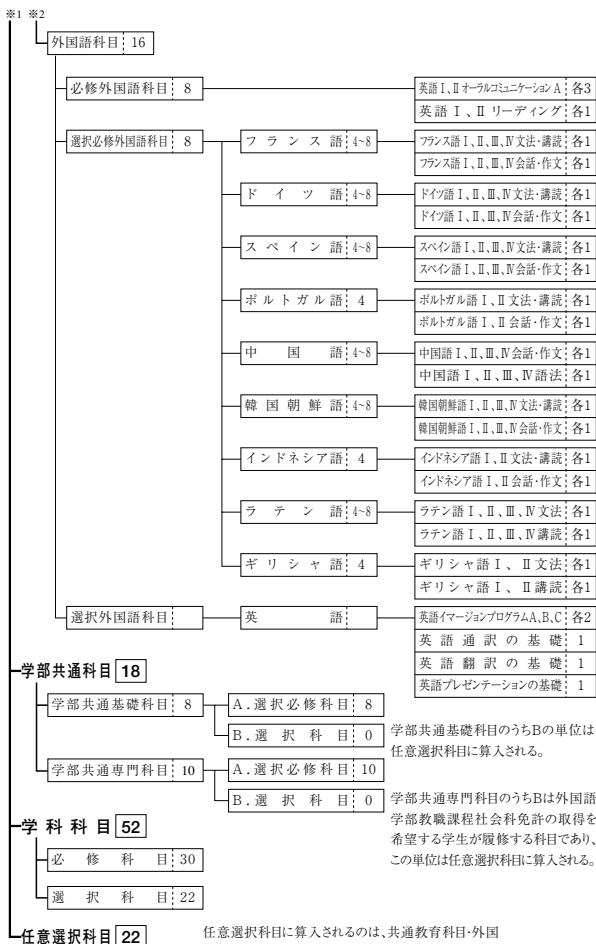 ※1 ※2
外国語科目 16
必修外国語科目 8
英語Ⅰ、Ⅱオーラルコミュニケーション A 各3
英語Ⅰ、Ⅱリーディング 各1
選択必修外国語科目 8
フランス語 4~8
フランス語Ⅰ、Ⅱ、Ⅲ、Ⅳ文法・講読 各1
フランス語Ⅰ、Ⅱ、Ⅲ、Ⅳ会話・作文 各1
ドイツ語 4~8
ドイツ語Ⅰ、Ⅱ、Ⅲ、Ⅳ文法・講読 各1
ドイツ語Ⅰ、Ⅱ、Ⅲ、Ⅳ会話・作文 各1
スペイン語 4~8
スペイン語Ⅰ、Ⅱ、Ⅲ、Ⅳ文法・講読 各1
スペイン語Ⅰ、Ⅱ、Ⅲ、Ⅳ会話・作文 各1
ポルトガル語 4
ポルトガル語Ⅰ、Ⅱ文法・講読 各1
ポルトガル語Ⅰ、Ⅱ会話・作文 各1
中国語 4~8
中国語Ⅰ、Ⅱ、Ⅲ、Ⅳ会話・作文 各1
中国語Ⅰ、Ⅱ、Ⅲ、Ⅳ語法 各1
韓国朝鮮語 4~8
韓国朝鮮語Ⅰ、Ⅱ、Ⅲ、Ⅳ文法・講読 各1
韓国朝鮮語Ⅰ、Ⅱ、Ⅲ、Ⅳ会話・作文 各1
インドネシア語 4
インドネシア語Ⅰ、Ⅱ文法・講読 各1
インドネシア語Ⅰ、Ⅱ会話・作文 各1
ラテン語 4~8
ラテン語Ⅰ、Ⅱ、Ⅲ、Ⅳ文法 各1
ラテン語Ⅰ、Ⅱ、Ⅲ、Ⅳ講読 各1
ギリシャ語 4
ギリシャ語Ⅰ、Ⅱ文法 各1
ギリシャ語Ⅰ、Ⅱ講読 各1
選択外国語科目
英語
英語イマージョンプログラムA、B、C 各2
英語通訳の基礎 1
英語翻訳の基礎 1
英語プレゼンテーションの基礎 1
学部共通科目 18
学部共通基礎科目 8
A.選択必修科目 8
B.選択科目 0
学部共通基礎科目のうちBの単位は
任意選択科目に算入される。
学部共通専門科目 10
A.選択必修科目 10
B.選択科目 0
学部共通専門科目のうちBは外国語
学部教職課程社会科免許の取得を
希望する学生が履修する科目であり、
この単位は任意選択科目に算入される。
学科科目 52
必修科目 30
選択科目 22
任意選択科目 22
任意選択科目に算入されるのは、共通教育科目・外国